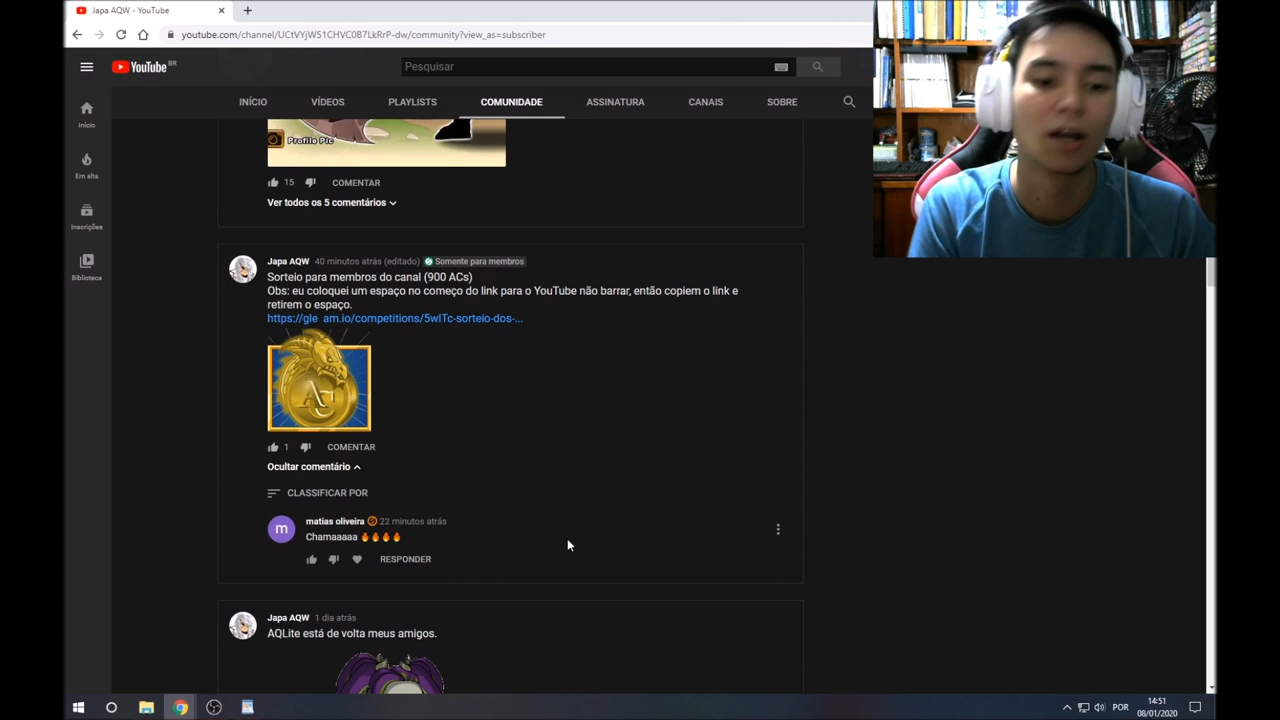 Japa AQW - YouTube
youtube.com/channel/UCtVYjW51CHVC0B7LkRrP-dw/community?view_as=subscriber
YouTube BR
Pesquisar
INÍCIO VÍDEOS PLAYLISTS COMUNIDADE ASSINATURA CANAIS SOBRE
Início
Em alta
Inscrições
Biblioteca
Profile Pic
15 COMENTAR
Ver todos os 5 comentários
Japa AQW 40 minutos atrás (editado) Somente para membros
Sorteio para membros do canal (900 ACs)
Obs: eu coloquei um espaço no começo do link para o YouTube não barrar, então copiem o link e
retirem o espaço.
https://gle am.io/competitions/5wlTc-sorteio-dos-...
AC
1 COMENTAR
Ocultar comentário
CLASSIFICAR POR
m
matias oliveira 22 minutos atrás
Chamaaaaa 🔥🔥🔥🔥
RESPONDER
Japa AQW 1 dia atrás
AQLite está de volta meus amigos.
POR
14:51
08/01/2020